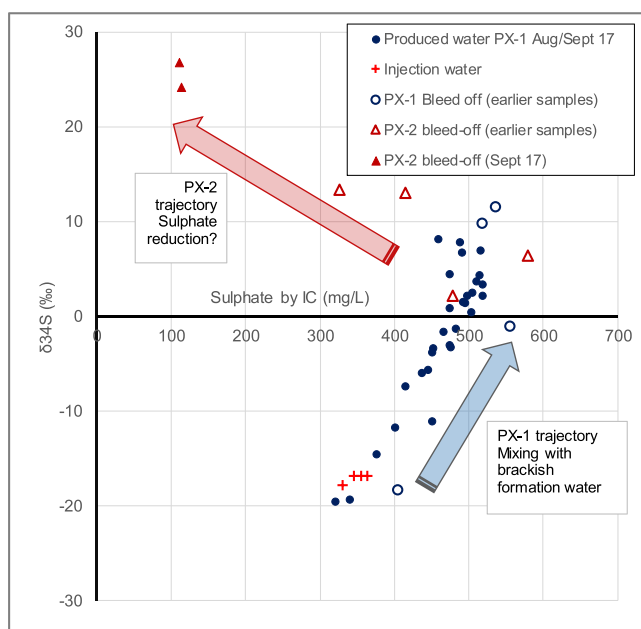 30
20
10
0
-10
-20
-30
δ34S (‰)
0
100
200
300
400
500
600
700
Sulphate by IC (mg/L)
Produced water PX-1 Aug/Sept 17
Injection water
PX-1 Bleed off (earlier samples)
PX-2 bleed-off (earlier samples)
PX-2 bleed-off (Sept 17)
PX-2
trajectory
Sulphate
reduction?
PX-1 trajectory
Mixing with
brackish
formation water